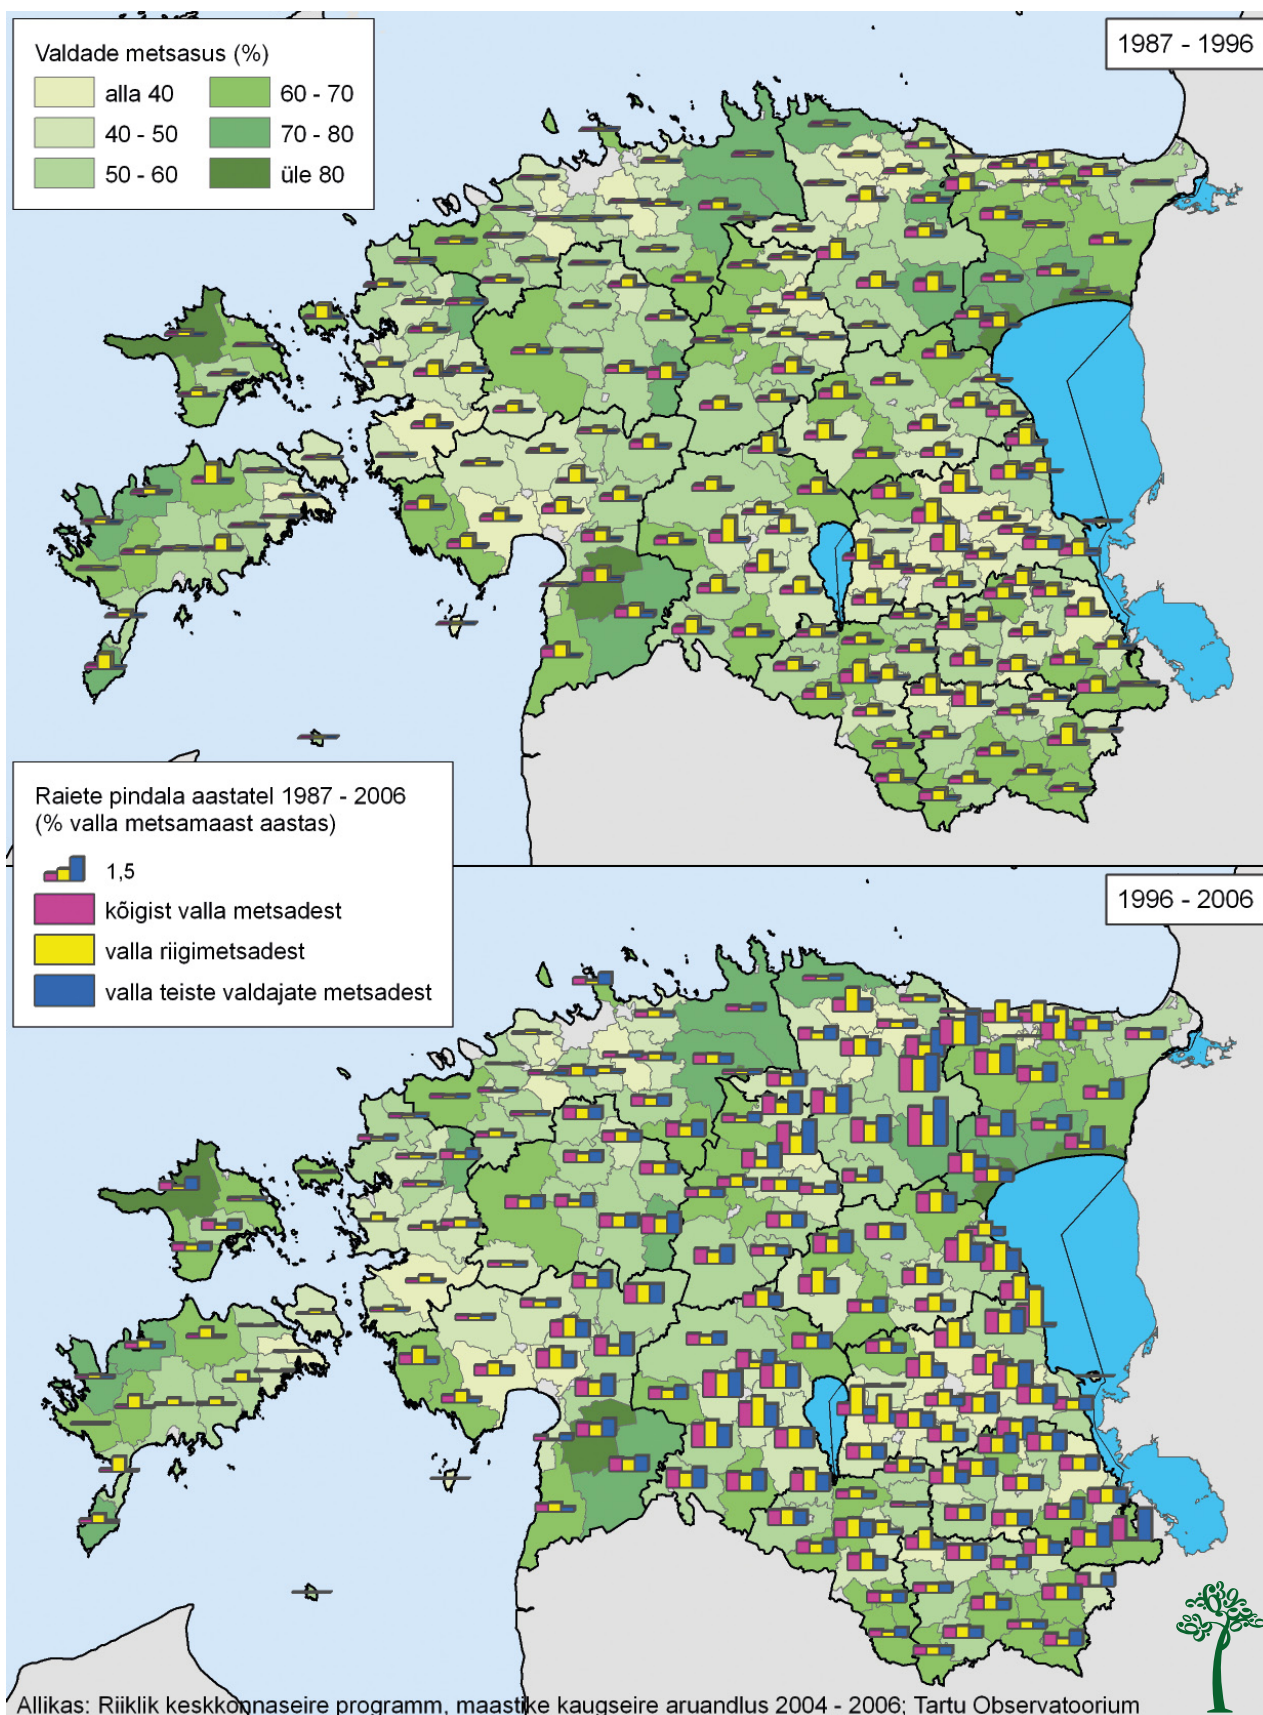 Valdade metsasus (%)
alla 40
60 - 70
40 - 50
70 - 80
50 - 60
üle 80
1987 - 1996
Raiete pindala aastatel 1987 - 2006
(% valla metsamaast aastas)
1,5
kõigist valla metsadest
valla riigimetsadest
valla teiste valdajate metsadest
1996 - 2006
Allikas: Riiklik keskkonnaseire programm, maastike kaugseire aruandlus 2004 - 2006; Tartu Observatoorium